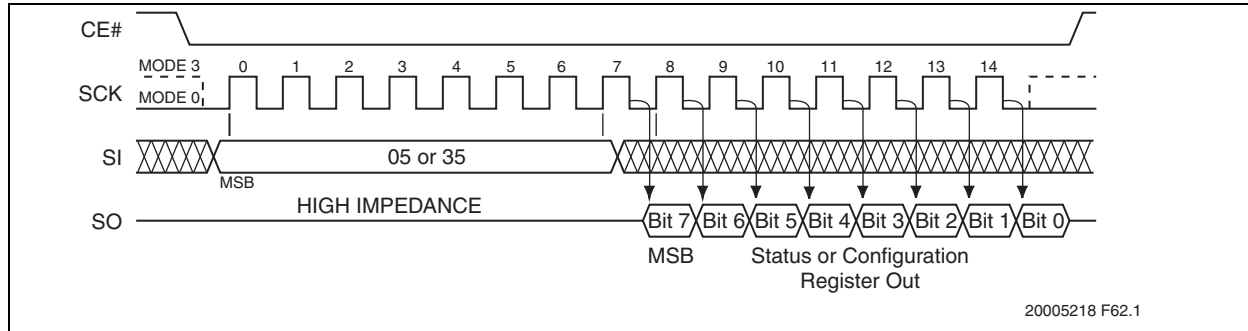 CE#
MODE 3 0 1 2 3 4 5 6 7 8 9 10 11 12 13 14
SCK MODE 0
SI 05 or 35
MSB
HIGH IMPEDANCE
SO Bit 7 Bit 6 Bit 5 Bit 4 Bit 3 Bit 2 Bit 1 Bit 0
MSB Status or Configuration
Register Out
20005218 F62.1